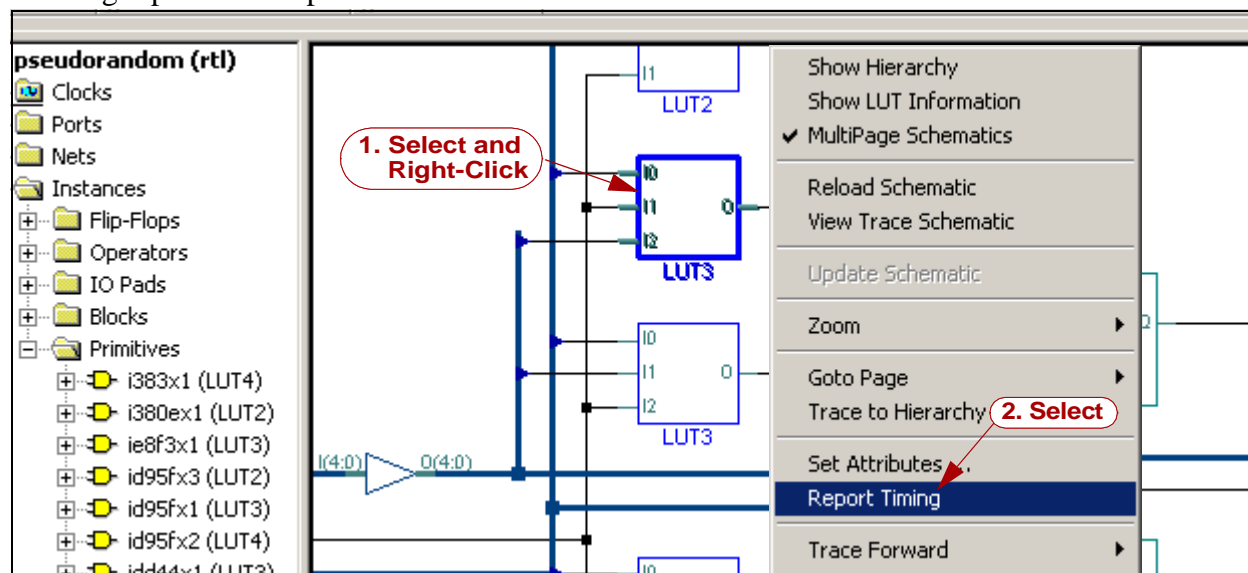 pseudorandom (rtl)
Clocks
Ports
Nets
Instances
Flip-Flops
Operators
IO Pads
Blocks
Primitives
i383x1 (LUT4)
i380ex1 (LUT2)
ie8f3x1 (LUT3)
id95fx3 (LUT2)
id95fx1 (LUT3)
id95fx2 (LUT4)
1. Select and
Right-Click
I1
LUT2
I0
I1
O
I2
LUT3
I0
I1
O
I2
LUT3
I(4:0)
O(4:0)
I0
Show Hierarchy
Show LUT Information
MultiPage Schematics
Reload Schematic
View Trace Schematic
Update Schematic
Zoom
Goto Page
Trace to Hierarchy
2. Select
Set Attributes ...
Report Timing
Trace Forward